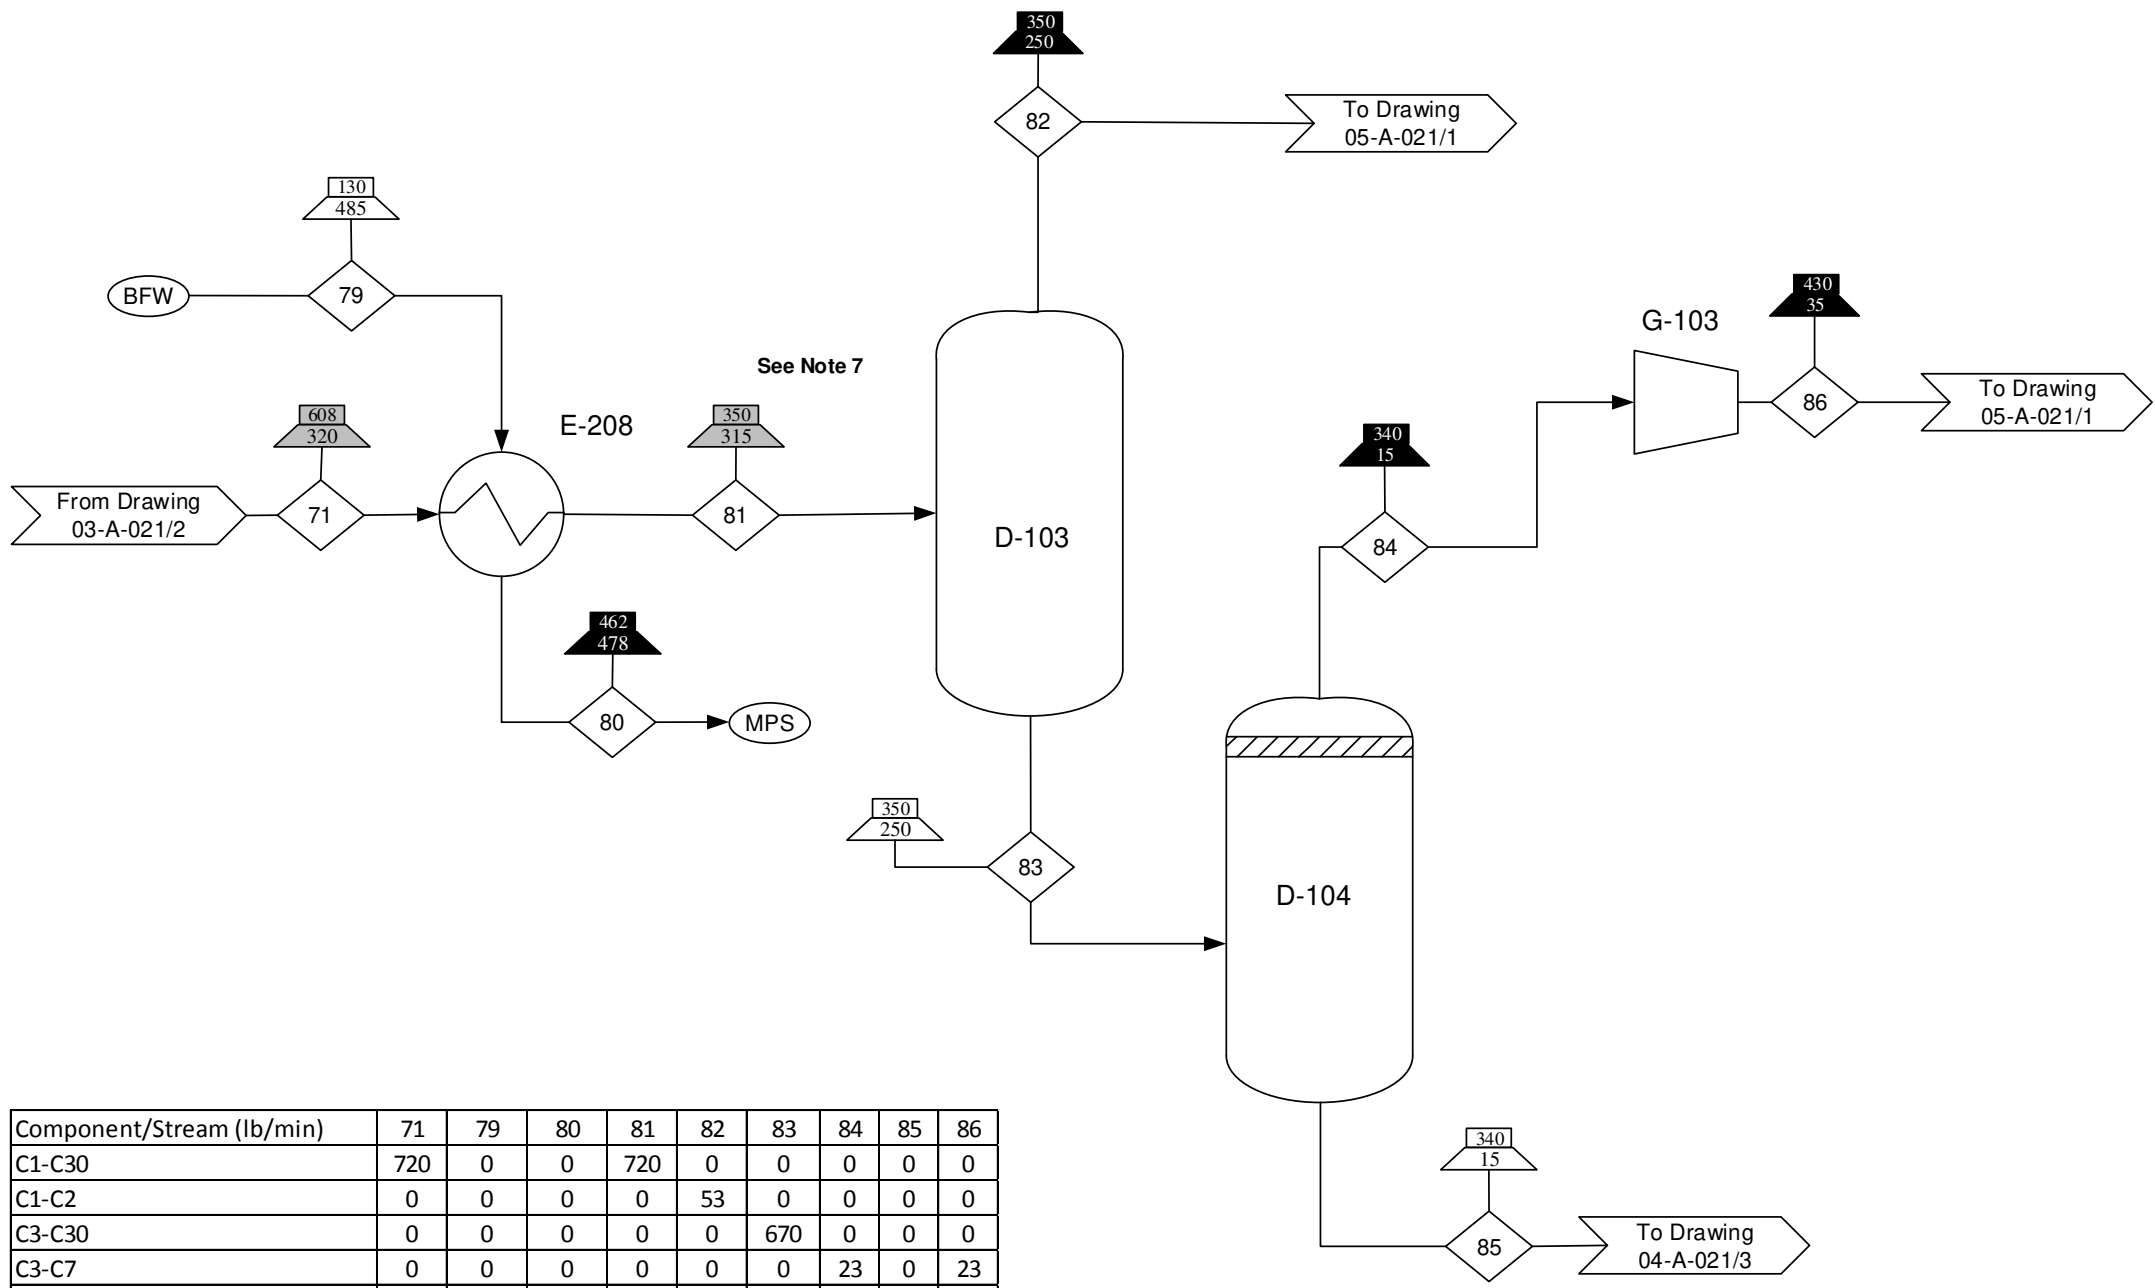 350
250
82
To Drawing
05-A-021/1
130
485
BFW
79
See Note 7
430
35
G-103
86
To Drawing
05-A-021/1
608
320
E-208
350
315
From Drawing
03-A-021/2
71
81
D-103
340
15
84
462
478
80
MPS
350
250
83
D-104
340
15
85
To Drawing
04-A-021/3
Component/Stream (lb/min) 71 79 80 81 82 83 84 85 86
C1-C30 720 0 0 720 0 0 0 0 0
C1-C2 0 0 0 0 53 0 0 0 0
C3-C30 0 0 0 0 0 670 0 0 0
C3-C7 0 0 0 0 0 0 23 0 23